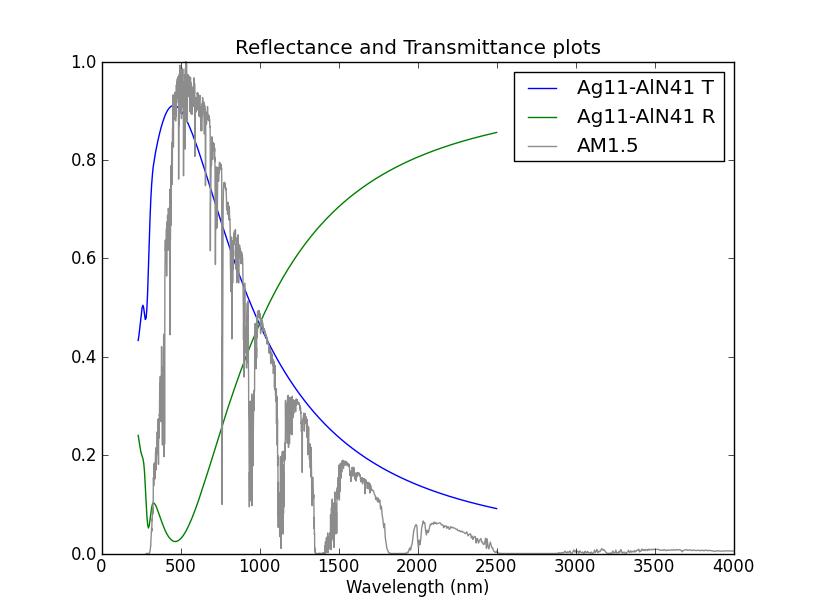 Reflectance and Transmittance plots
1.0
0.8
0.6
0.4
0.2
0.0
Ag11-AlN41 T
Ag11-AlN41 R
AM1.5
0 500 1000 1500 2000 2500 3000 3500 4000
Wavelength (nm)